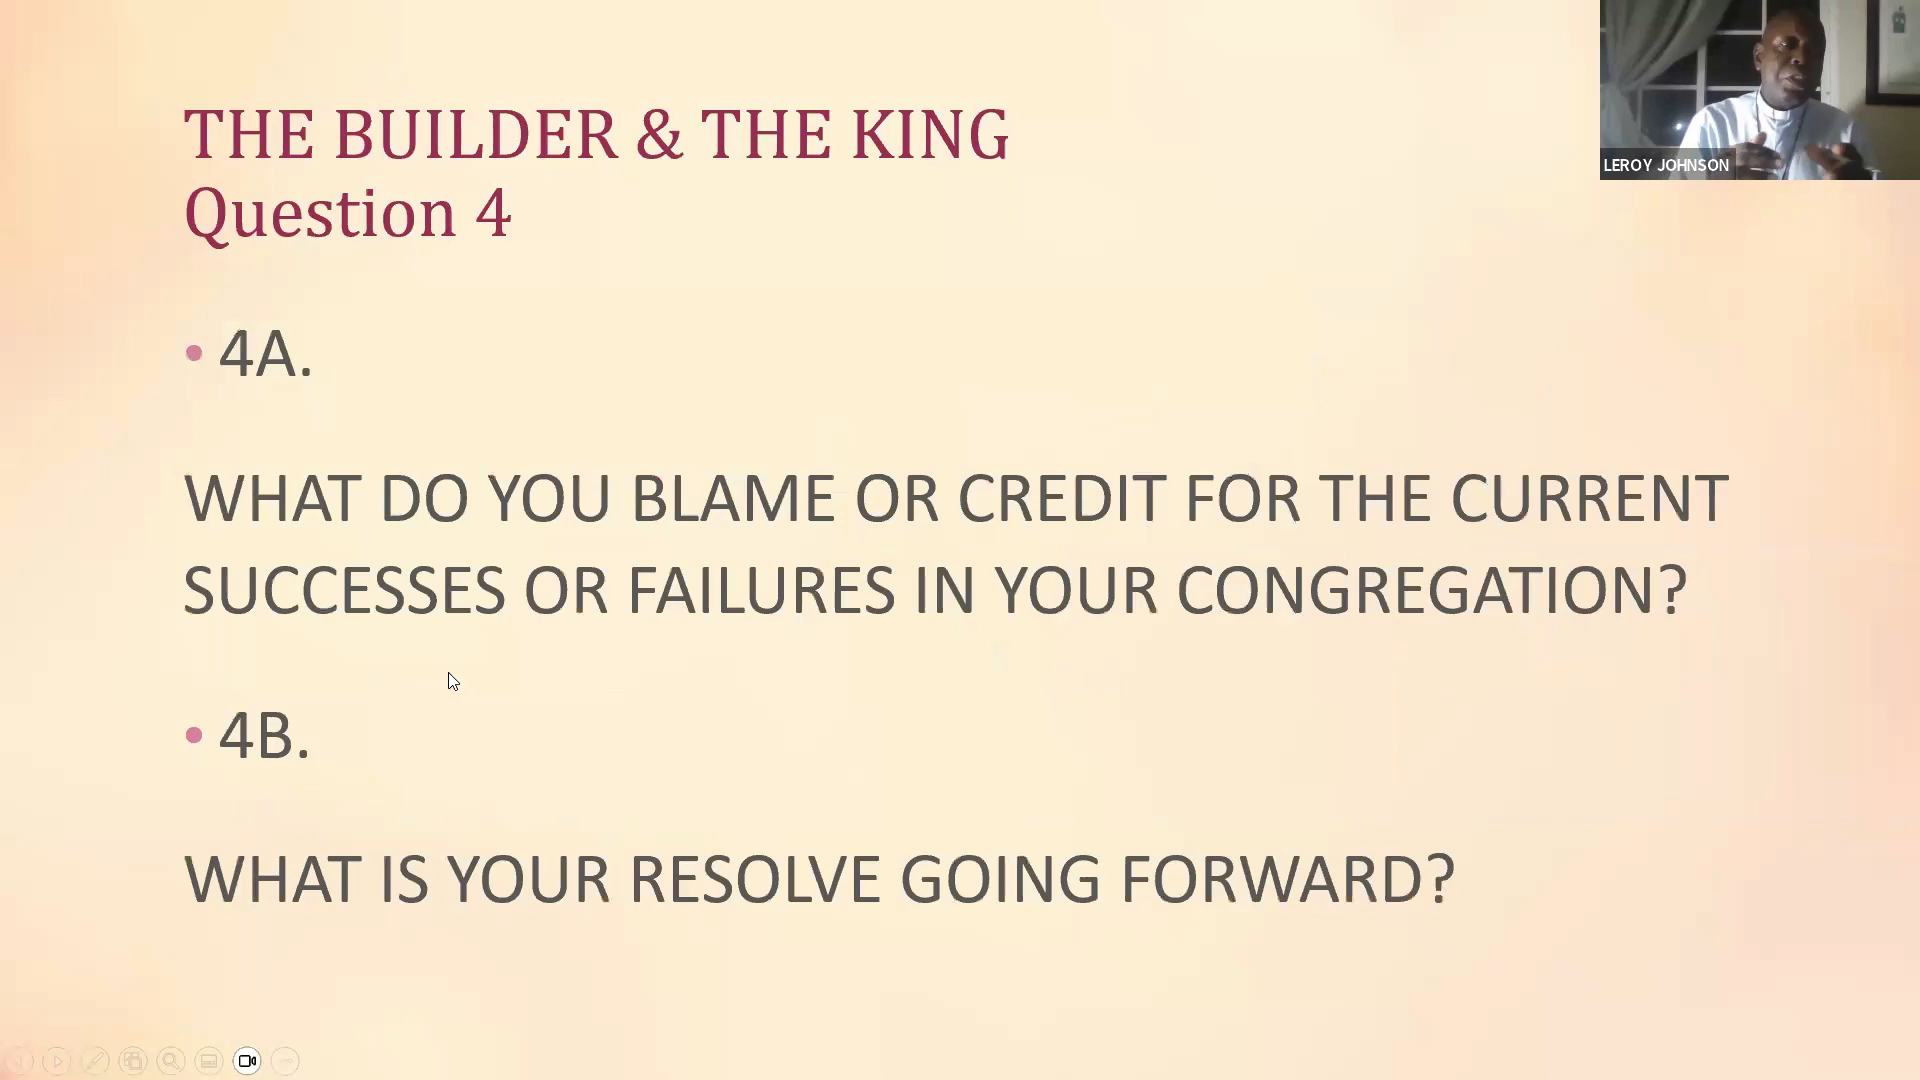 THE BUILDER & THE KING
Question 4
• 4A.
WHAT DO YOU BLAME OR CREDIT FOR THE CURRENT
SUCCESSES OR FAILURES IN YOUR CONGREGATION?
• 4B.
WHAT IS YOUR RESOLVE GOING FORWARD?
LEROY JOHNSON